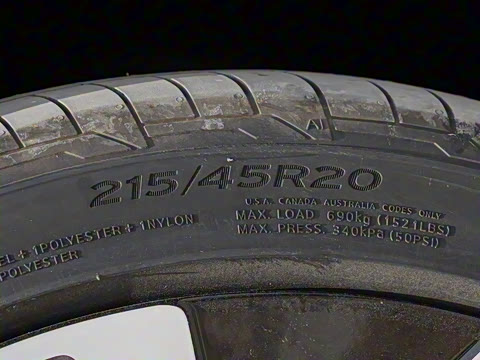 215/45R20
U.S.A. CANADA AUSTRALIA CODES ONLY
MAX. LOAD 690kg (1521LBS)
MAX. PRESS. 340kPa (50PSI)
EL + 1POLYESTER + 1NYLON
POLYESTER